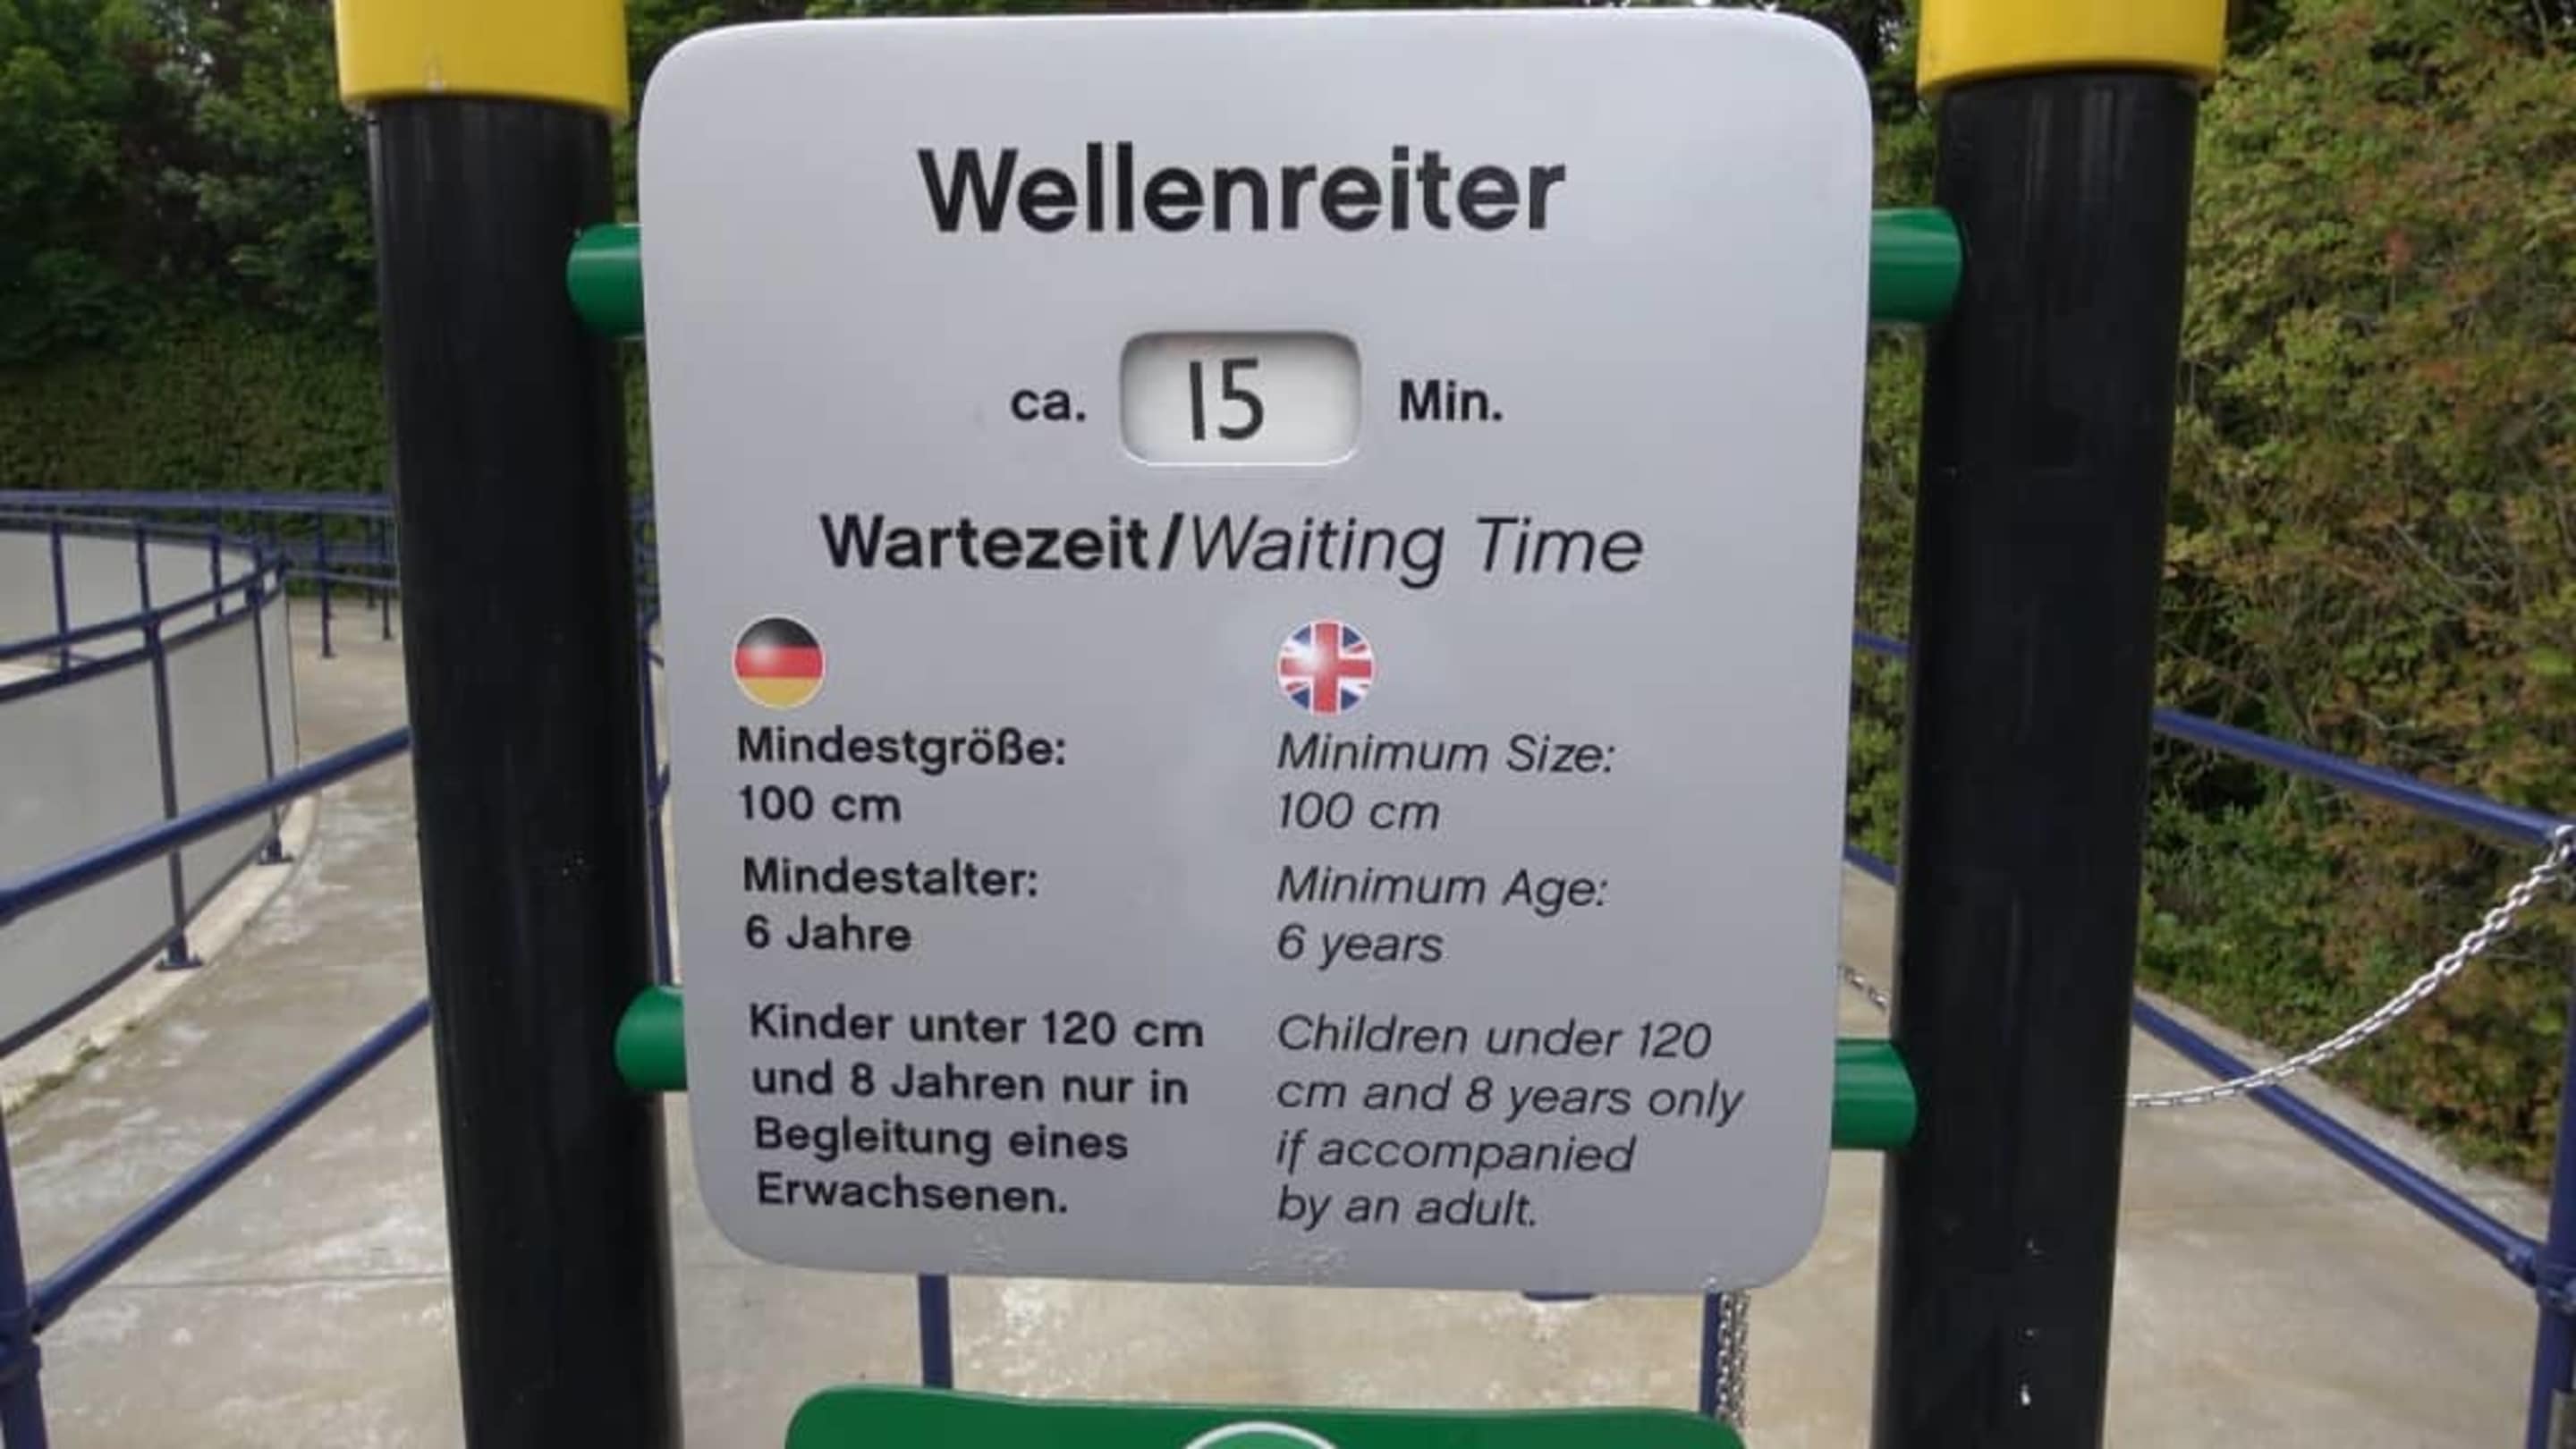 Wellenreiter
ca. 15 Min.
Wartezeit/Waiting Time
Mindestgröße:
100 cm
Mindestalter:
6 Jahre
Kinder unter 120 cm
und 8 Jahren nur in
Begleitung eines
Erwachsenen.
Minimum Size:
100 cm
Minimum Age:
6 years
Children under 120
cm and 8 years only
if accompanied
by an adult.